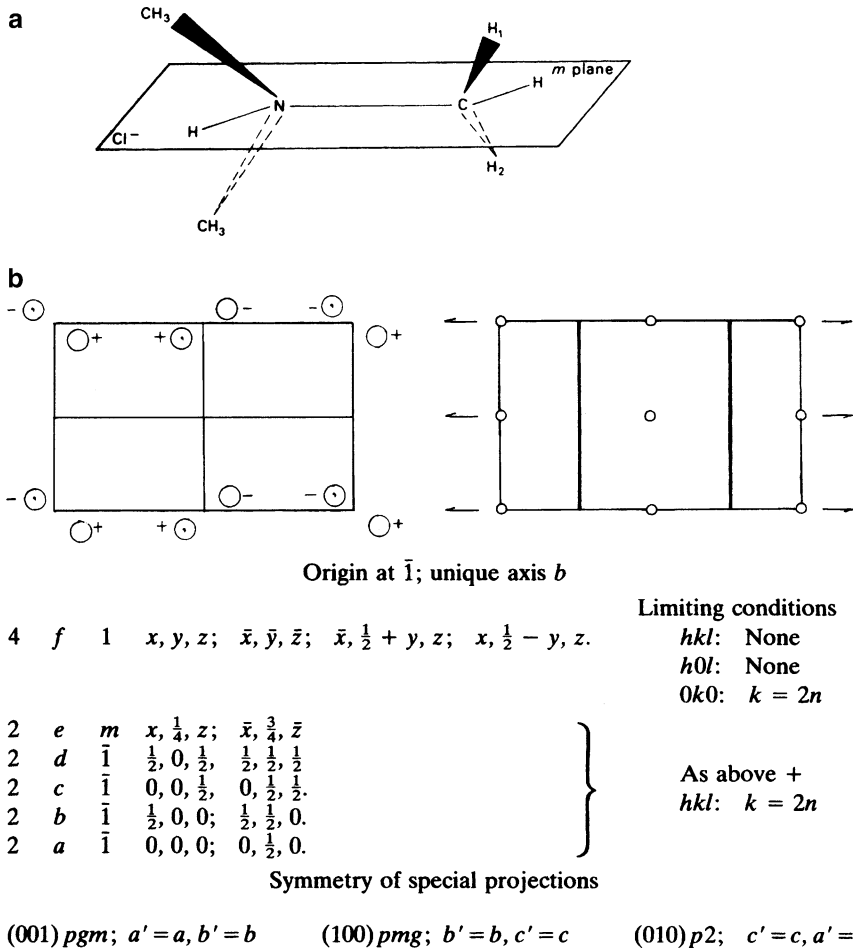 a
CH₃
H₁
m plane
H
N
C
H
Cl⁻
H₂
CH₃
b
- - -
+ + +
- -
+ + +
Origin at 1̄; unique axis b
Limiting conditions
4 f 1 x, y, z; x̄, ȳ, z̄; x̄, ½ + y, z; x, ½ − y, z. hkl: None
h0l: None
0k0: k = 2n
2 e m x, ¼, z; x̄, ¾, z̄
2 d 1̄ ½, 0, ½, ½, ½, ½
2 c 1̄ 0, 0, ½, 0, ½, ½.
2 b 1̄ ½, 0, 0; ½, ½, 0.
2 a 1̄ 0, 0, 0; 0, ½, 0.
As above +
hkl: k = 2n
Symmetry of special projections
(001) pgm; a′ = a, b′ = b (100) pmg; b′ = b, c′ = c (010) p2; c′ = c, a′ =